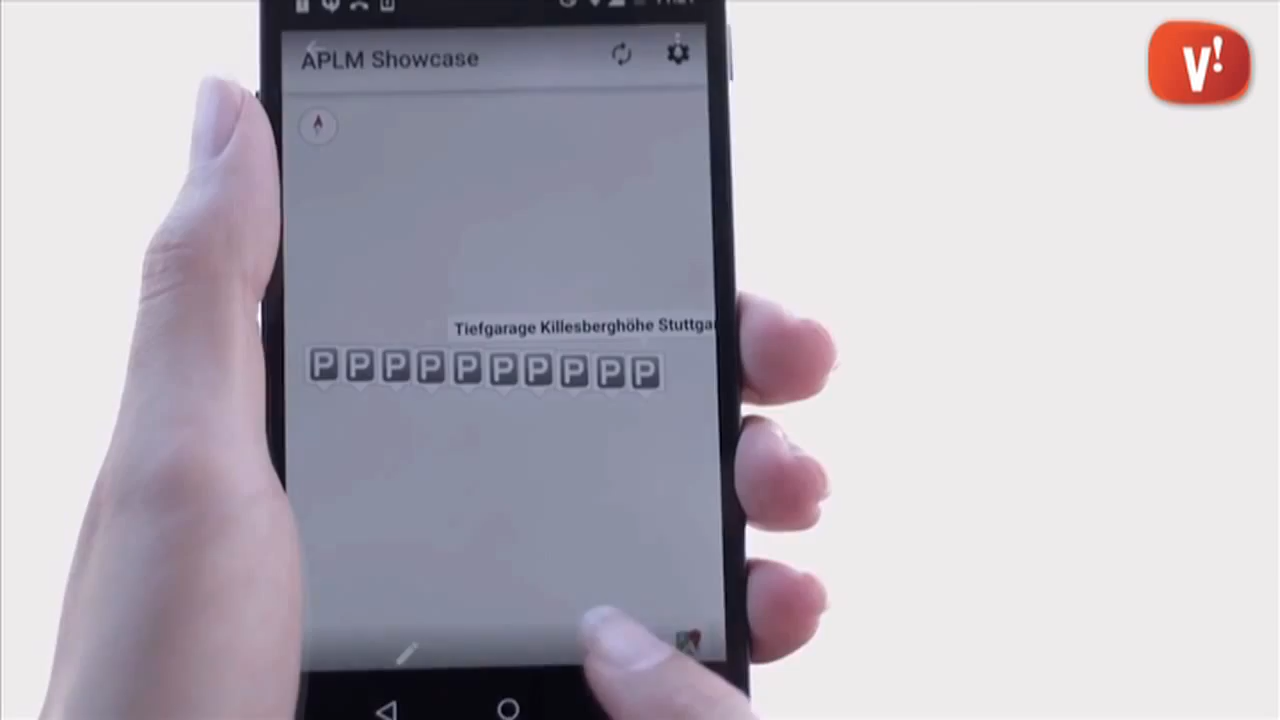 V!
APLM Showcase
Tiefgarage Killesberghöhe Stuttga
P P P P P P P P P P